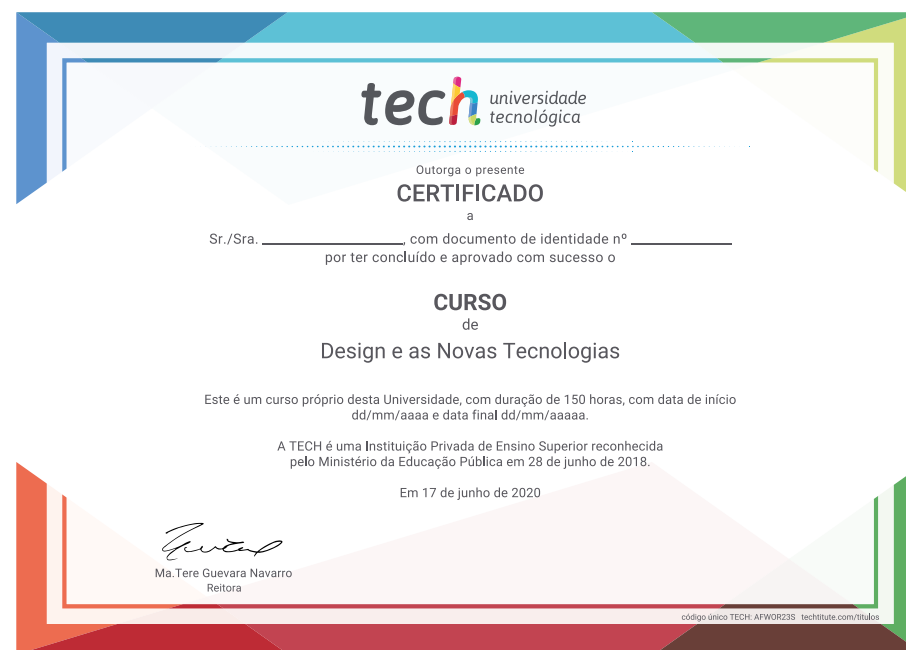 tech universidade
tecnológica
Outorga o presente
CERTIFICADO
a
Sr./Sra. ________________, com documento de identidade nº ____________
por ter concluído e aprovado com sucesso o
CURSO
de
Design e as Novas Tecnologias
Este é um curso próprio desta Universidade, com duração de 150 horas, com data de início
dd/mm/aaaa e data final dd/mm/aaaaa.
A TECH é uma Instituição Privada de Ensino Superior reconhecida
pelo Ministério da Educação Pública em 28 de junho de 2018.
Em 17 de junho de 2020
Ma.Tere Guevara Navarro
Reitora
código único TECH: AFWOR23S techtitute.com/titulos